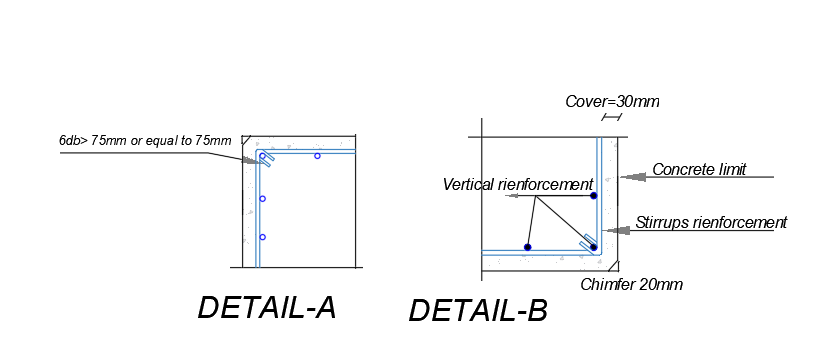 Cover=30mm
6db> 75mm or equal to 75mm
Concrete limit
Vertical rienforcement
Stirrups rienforcement
Chimfer 20mm
DETAIL-A
DETAIL-B